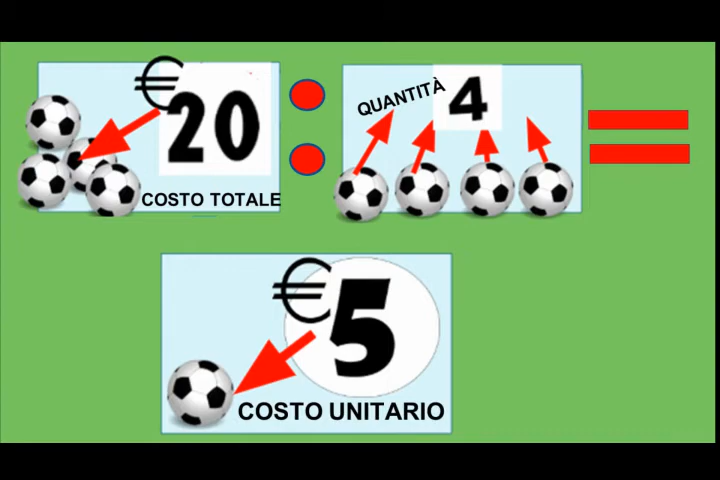 € 20 : QUANTITÀ 4 =
COSTO TOTALE
€ 5
COSTO UNITARIO